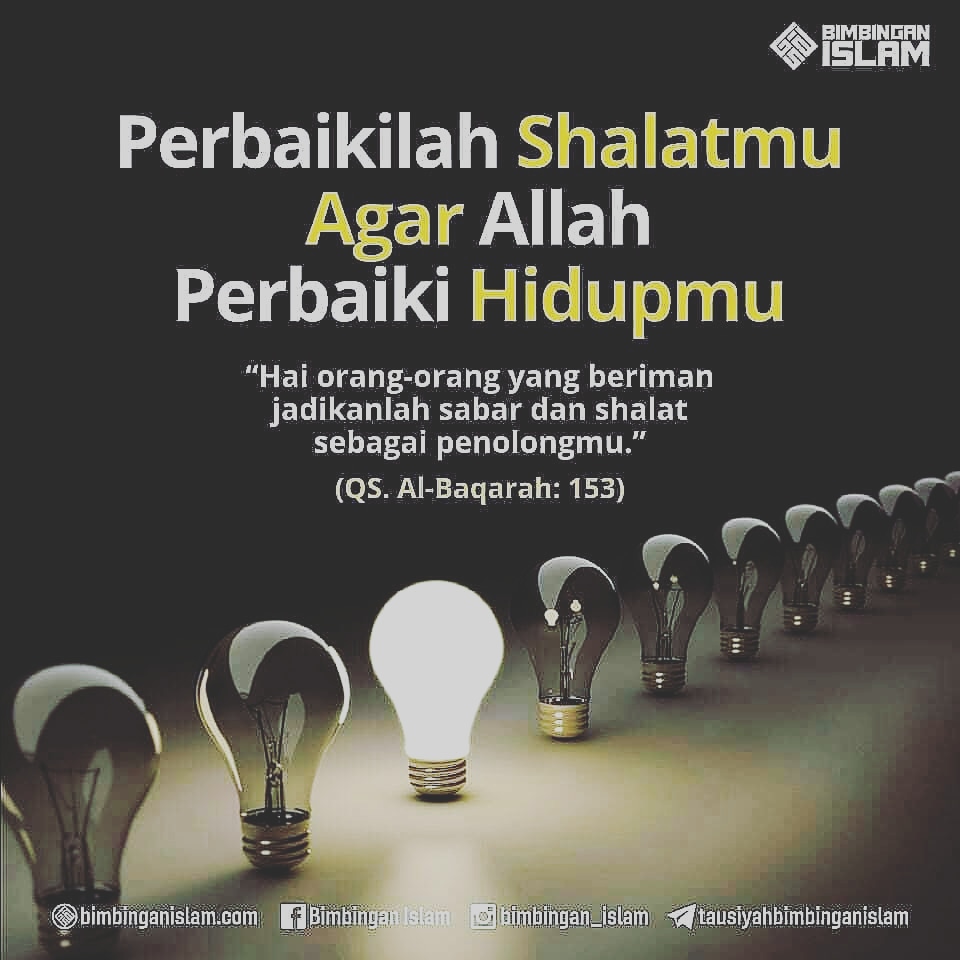 BIMBINGAN
ISLAM
Perbaikilah Shalatmu
Agar Allah
Perbaiki Hidupmu
“Hai orang-orang yang beriman
jadikanlah sabar dan shalat
sebagai penolongmu.”
(QS. Al-Baqarah: 153)
bimbinganislam.com Bimbingan Islam bimbingan_islam tausiyahbimbinganislam